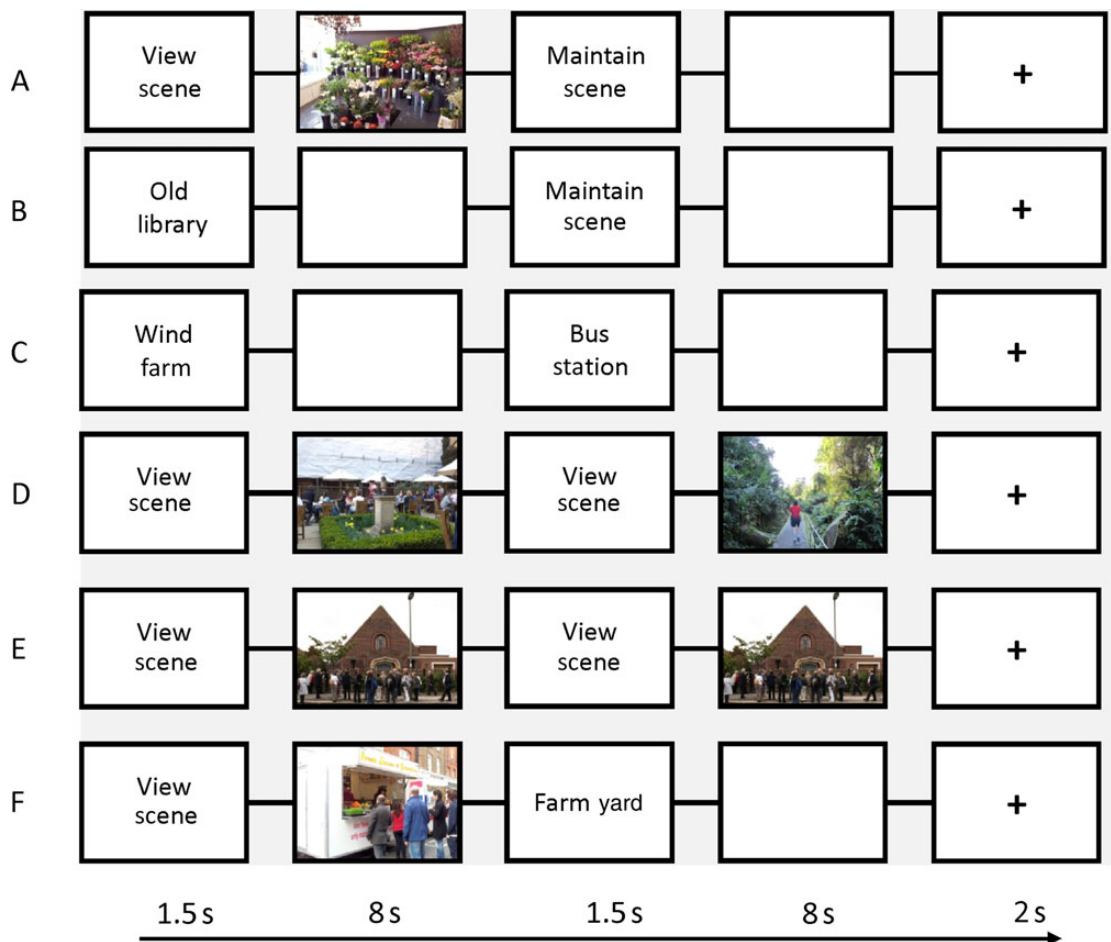 A
View
scene
Maintain
scene
+
B
Old
library
Maintain
scene
+
C
Wind
farm
Bus
station
+
D
View
scene
View
scene
+
E
View
scene
View
scene
+
F
View
scene
Farm yard
+
1.5 s
8 s
1.5 s
8 s
2 s